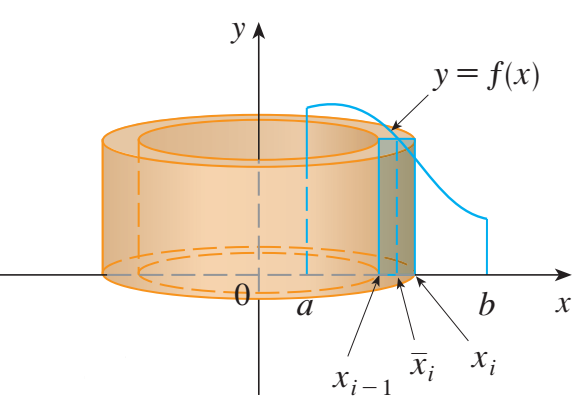 y
y = f(x)
0
a
b
x
x_{i-1}
x̄_i
x_i